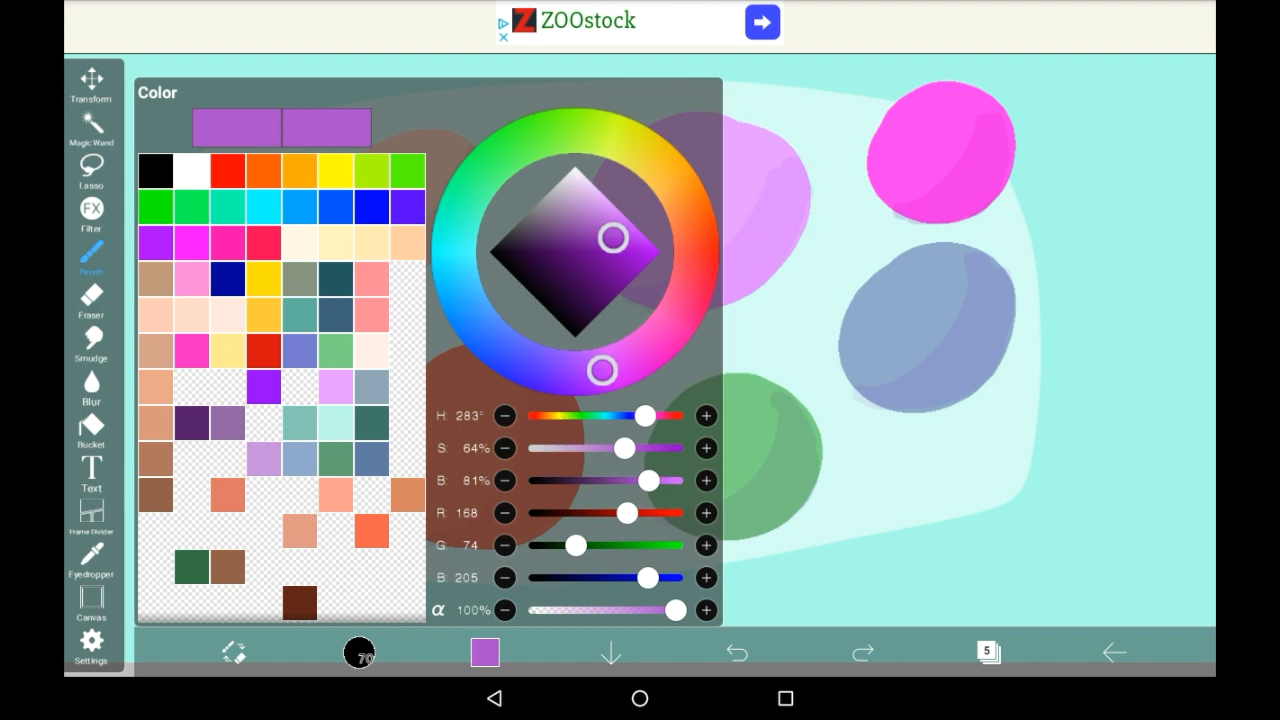 ZOOstock
Color
Transform
Magic Wand
Lasso
FX
Filter
Brush
Eraser
Smudge
Blur
Bucket
T
Text
Frame Divider
Eyedropper
Canvas
Settings
H: 283°
S: 64%
B: 81%
R: 168
G: 74
B: 205
α 100%
70
5